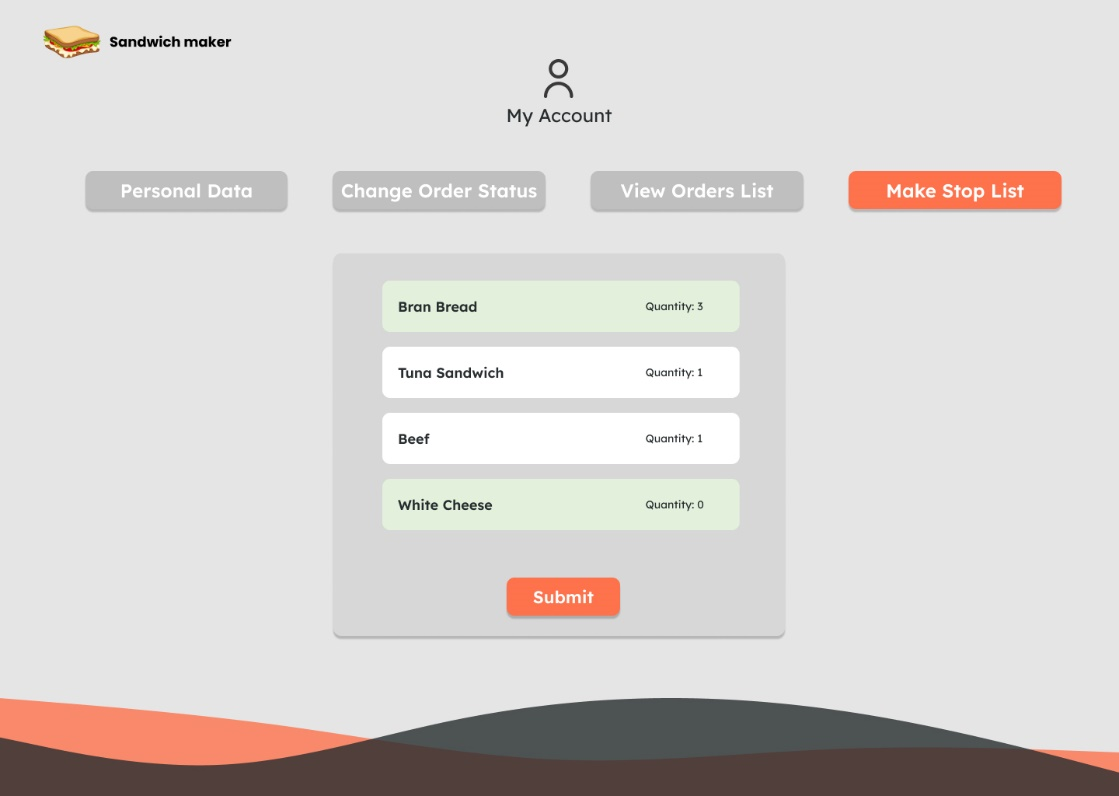 Sandwich maker
My Account
Personal Data
Change Order Status
View Orders List
Make Stop List
Bran Bread Quantity: 3
Tuna Sandwich Quantity: 1
Beef Quantity: 1
White Cheese Quantity: 0
Submit